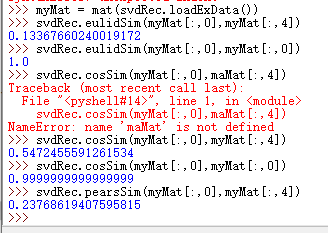 >>> myMat = mat(svdRec.loadExData())
>>> svdRec.eulidSim(myMat[:,0],myMat[:,4])
0.13367660240019172
>>> svdRec.eulidSim(myMat[:,0],myMat[:,0])
1.0
>>> svdRec.cosSim(myMat[:,0],maMat[:,4])
Traceback (most recent call last):
  File "<pyshell#14>", line 1, in <module>
    svdRec.cosSim(myMat[:,0],maMat[:,4])
NameError: name 'maMat' is not defined
>>> svdRec.cosSim(myMat[:,0],myMat[:,4])
0.5472455591261534
>>> svdRec.cosSim(myMat[:,0],myMat[:,0])
0.9999999999999999
>>> svdRec.pearsSim(myMat[:,0],myMat[:,4])
0.23768619407595815
>>>